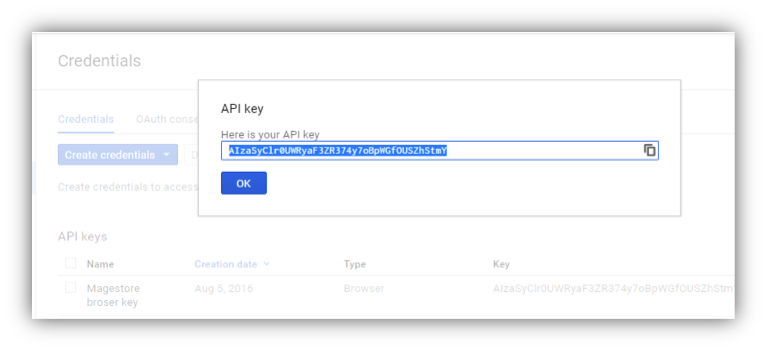 Credentials
Credentials OAuth conse
Create credentials D
Create credentials to access
API key
Here is your API key
AIzaSyClr0UWRyaF3ZR374y7oBpWGfOUSZhStmY
OK
API keys
Name Creation date Type Key
Magestore Aug 5, 2016 Browser AIzaSyClr0UWRyaF3ZR374y7oBpWGfOUSZhStm
broser key